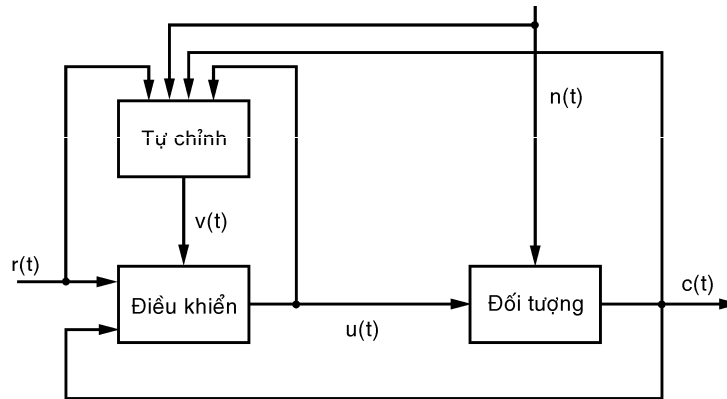 n(t)
Tự chỉnh
v(t)
r(t)
Điều khiển
Đối tượng
c(t)
u(t)